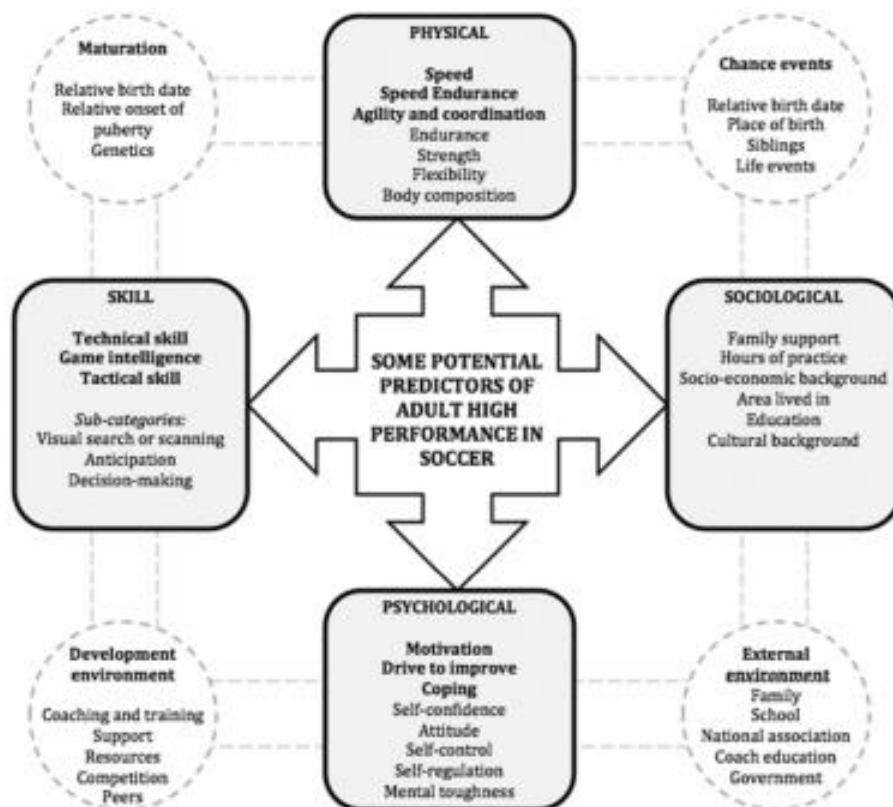 Maturation
Relative birth date
Relative onset of
puberty
Genetics
PHYSICAL
Speed
Speed Endurance
Agility and coordination
Endurance
Strength
Flexibility
Body composition
Chance events
Relative birth date
Place of birth
Siblings
Life events
SKILL
Technical skill
Game intelligence
Tactical skill
Sub-categories:
Visual search or scanning
Anticipation
Decision-making
SOME POTENTIAL
PREDICTORS OF
ADULT HIGH
PERFORMANCE IN
SOCCER
SOCIOLOGICAL
Family support
Hours of practice
Socio-economic background
Area lived in
Education
Cultural background
Development
environment
Coaching and training
Support
Resources
Competition
Peers
PSYCHOLOGICAL
Motivation
Drive to improve
Coping
Self-confidence
Attitude
Self-control
Self-regulation
Mental toughness
External
environment
Family
School
National association
Coach education
Government